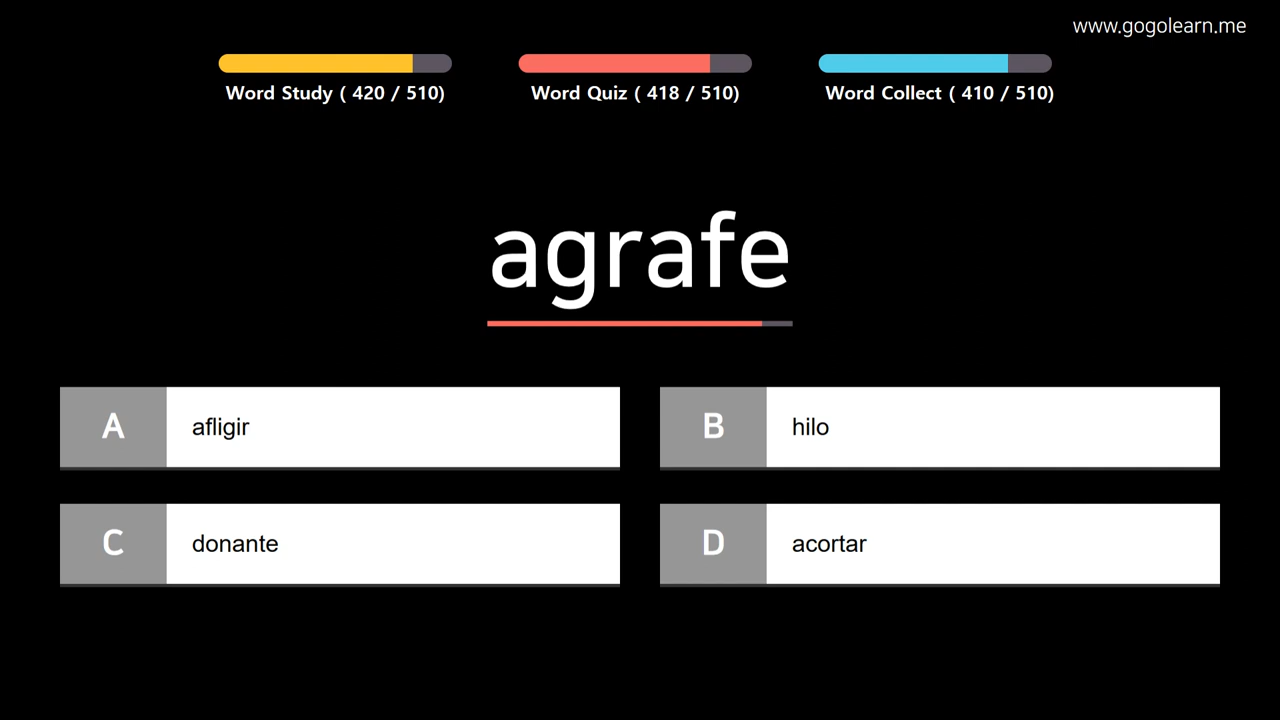 www.gogolearn.me
Word Study ( 420 / 510)
Word Quiz ( 418 / 510)
Word Collect ( 410 / 510)
agrafe
A afligir
B hilo
C donante
D acortar